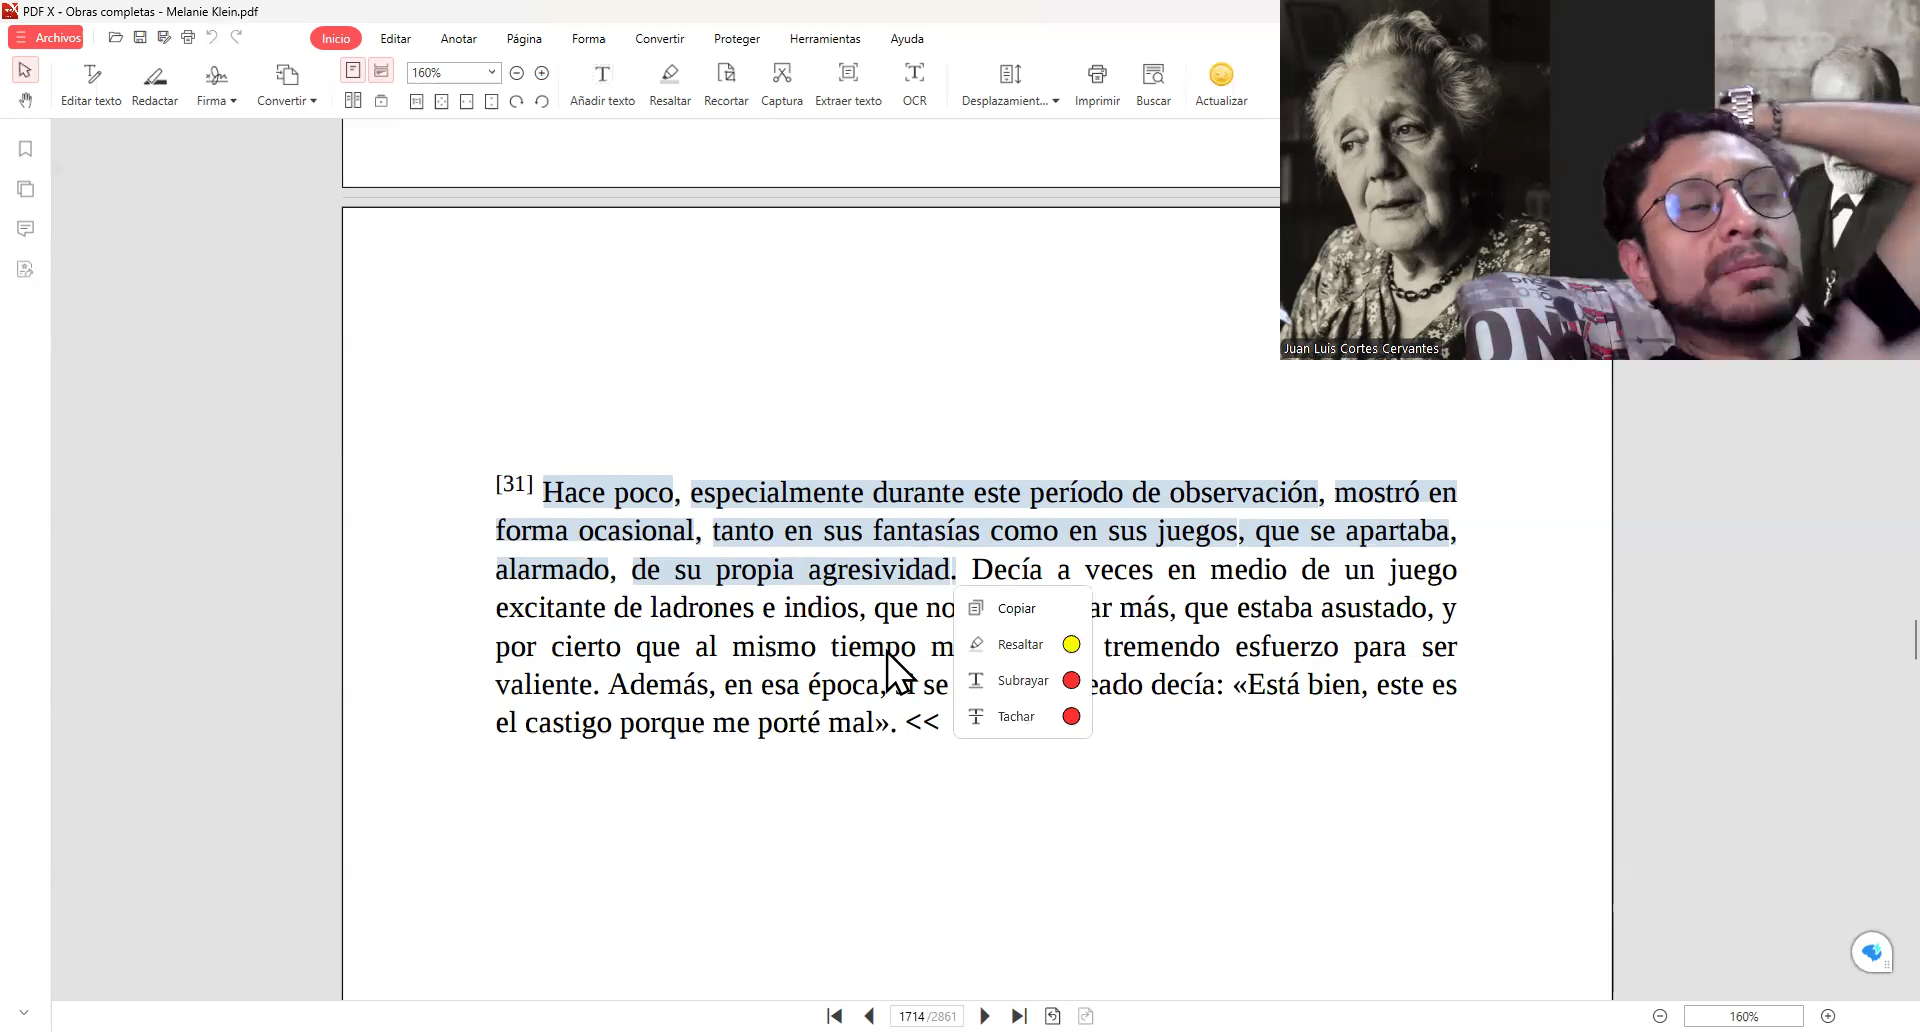 PDF X - Obras completas - Melanie Klein.pdf
Archivos
Inicio
Editar
Anotar
Página
Forma
Convertir
Proteger
Herramientas
Ayuda
160%
Editar texto
Redactar
Firma
Convertir
Añadir texto
Resaltar
Recortar
Captura
Extraer texto
OCR
Desplazamient...
Imprimir
Buscar
Actualizar
Juan Luis Cortes Cervantes
[31] Hace poco, especialmente durante este período de observación, mostró en
forma ocasional, tanto en sus fantasías como en sus juegos, que se apartaba,
alarmado, de su propia agresividad. Decía a veces en medio de un juego
excitante de ladrones e indios, que no ar más, que estaba asustado, y
por cierto que al mismo tiempo m tremendo esfuerzo para ser
valiente. Además, en esa época, si se eado decía: «Está bien, este es
el castigo porque me porté mal». <<
Copiar
Resaltar
Subrayar
Tachar
1714 /2861
160%